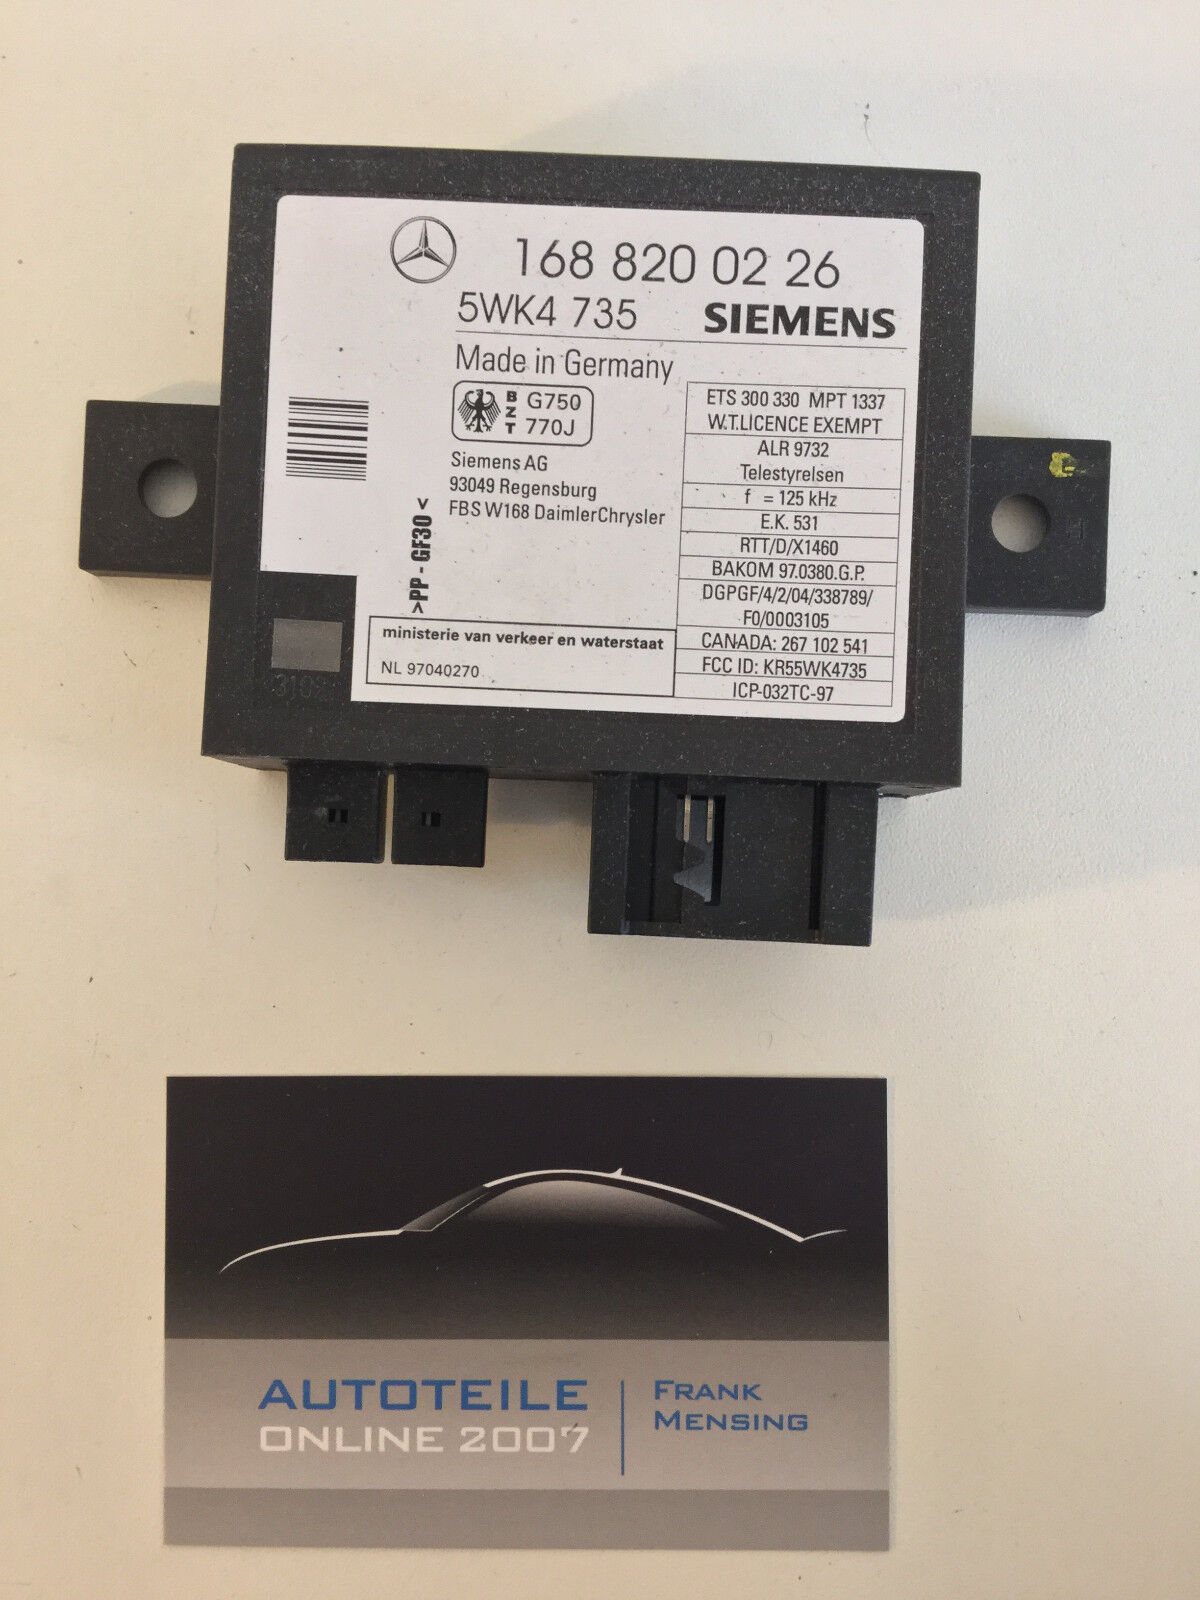 168 820 02 26
5WK4 735 SIEMENS
Made in Germany
BZT G750
770J
Siemens AG
93049 Regensburg
FBS W168 DaimlerChrysler
>PP-GF30<
ETS 300 330 MPT 1337
W.T.LICENCE EXEMPT
ALR 9732
Telestyrelsen
f = 125 kHz
E.K. 531
RTT/D/X1460
BAKOM 97.0380.G.P.
DGPGF/4/2/04/338789/
F0/0003105
CANADA: 267 102 541
FCC ID: KR55WK4735
ICP-032TC-97
ministerie van verkeer en waterstaat
NL 97040270
AUTOTEILE
ONLINE 2007
FRANK
MENSING